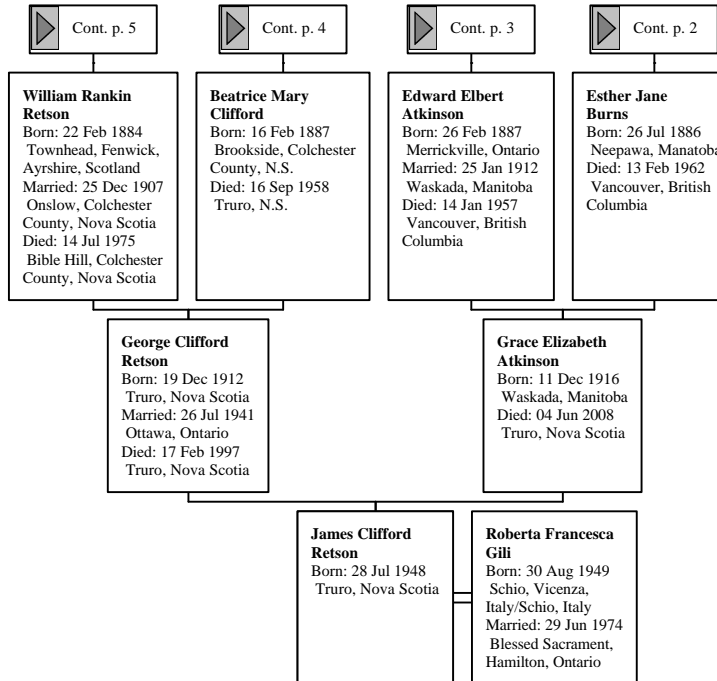 Cont. p. 5
Cont. p. 4
Cont. p. 3
Cont. p. 2
William Rankin
Retson
Born: 22 Feb 1884
Townhead, Fenwick,
Ayrshire, Scotland
Married: 25 Dec 1907
Onslow, Colchester
County, Nova Scotia
Died: 14 Jul 1975
Bible Hill, Colchester
County, Nova Scotia
Beatrice Mary
Clifford
Born: 16 Feb 1887
Brookside, Colchester
County, N.S.
Died: 16 Sep 1958
Truro, N.S.
Edward Elbert
Atkinson
Born: 26 Feb 1887
Merrickville, Ontario
Married: 25 Jan 1912
Waskada, Manitoba
Died: 14 Jan 1957
Vancouver, British
Columbia
Esther Jane
Burns
Born: 26 Jul 1886
Neepawa, Manatoba
Died: 13 Feb 1962
Vancouver, British
Columbia
George Clifford
Retson
Born: 19 Dec 1912
Truro, Nova Scotia
Married: 26 Jul 1941
Ottawa, Ontario
Died: 17 Feb 1997
Truro, Nova Scotia
Grace Elizabeth
Atkinson
Born: 11 Dec 1916
Waskada, Manitoba
Died: 04 Jun 2008
Truro, Nova Scotia
James Clifford
Retson
Born: 28 Jul 1948
Truro, Nova Scotia
Roberta Francesca
Gili
Born: 30 Aug 1949
Schio, Vicenza,
Italy/Schio, Italy
Married: 29 Jun 1974
Blessed Sacrament,
Hamilton, Ontario